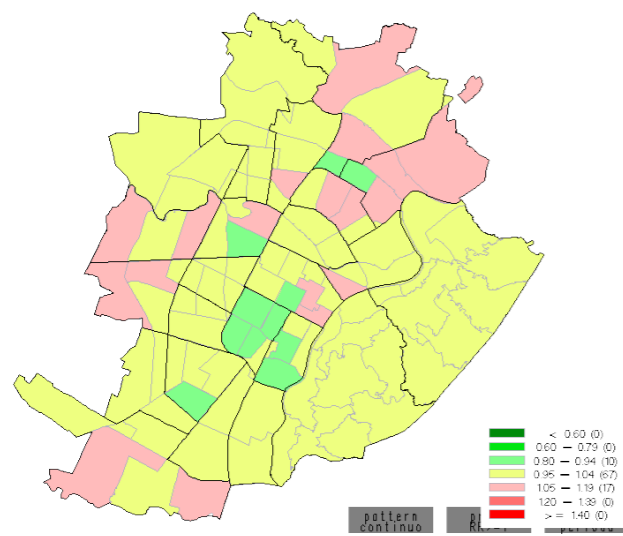 < 0.60 (0)
0.60 – 0.79 (0)
0.80 – 0.94 (10)
0.95 – 1.04 (67)
1.05 – 1.19 (17)
1.20 – 1.39 (0)
> = 1.40 (0)
pattern
continuo